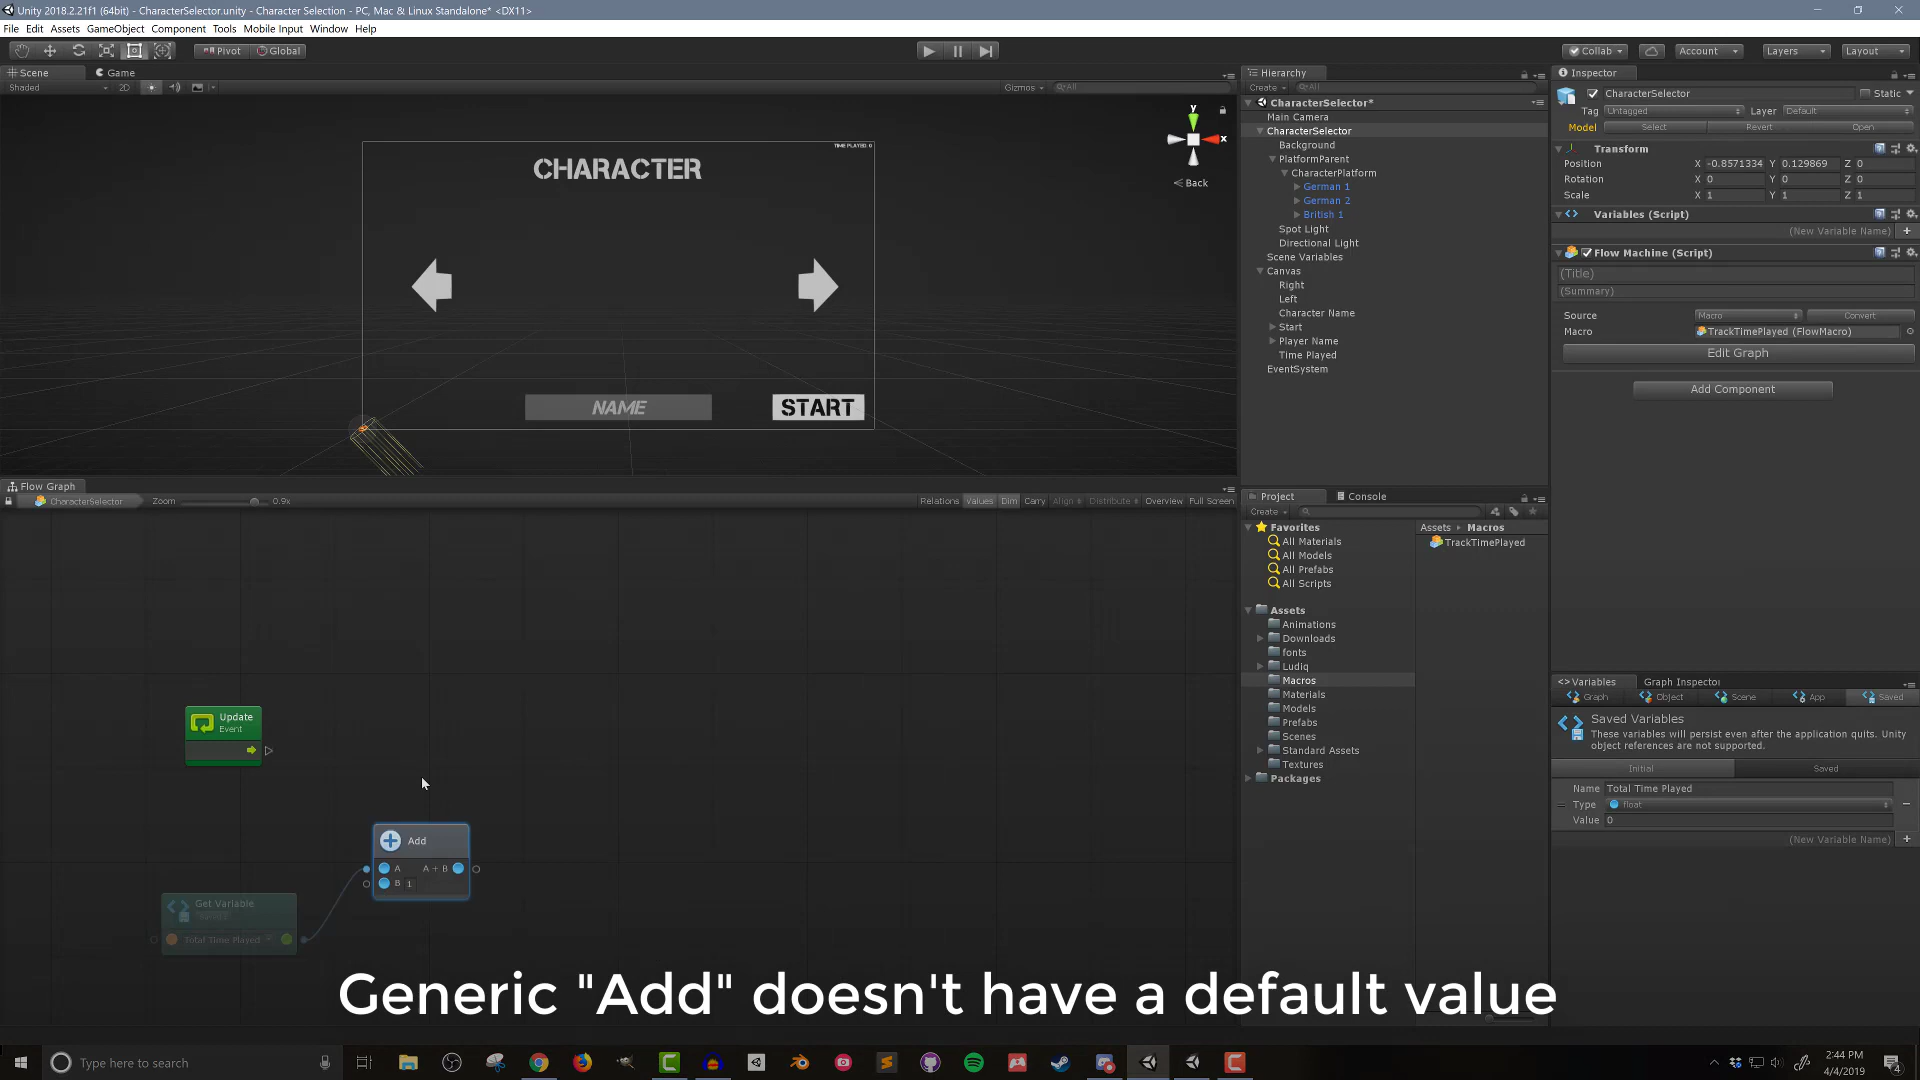 Unity 2018.2.21f1 (64bit) - CharacterSelector.unity - Character Selection - PC, Mac & Linux Standalone* <DX11>
File Edit Assets GameObject Component Tools Mobile Input Window Help
Pivot Global
Collab Account Layers Layout
Scene Game
Shaded 2D Gizmos All
TIME PLAYED: 0
CHARACTER
y
x
Back
NAME
START
Hierarchy
Create All
CharacterSelector*
Main Camera
CharacterSelector
Background
PlatformParent
CharacterPlatform
German 1
German 2
British 1
Spot Light
Directional Light
Scene Variables
Canvas
Right
Left
Character Name
Start
Player Name
Time Played
EventSystem
Inspector
CharacterSelector Static
Tag Untagged Layer Default
Model Select Revert Open
Transform
Position X -0.8571334 Y 0.129869 Z 0
Rotation X 0 Y 0 Z 0
Scale X 1 Y 1 Z 1
Variables (Script)
(New Variable Name)
Flow Machine (Script)
(Title)
(Summary)
Source Macro Convert
Macro TrackTimePlayed (FlowMacro)
Edit Graph
Add Component
Flow Graph
CharacterSelector Zoom 0.9x Relations Values Dim Carry Align Distribute Overview Full Screen
Update
Event
Add
A A + B
B 1
Get Variable
Total Time Played
Project Console
Create
Favorites
All Materials
All Models
All Prefabs
All Scripts
Assets
Animations
Downloads
fonts
Ludiq
Macros
Materials
Models
Prefabs
Scenes
Standard Assets
Textures
Packages
Assets Macros
TrackTimePlayed
Variables Graph Inspector
Graph Object Scene App Saved
Saved Variables
These variables will persist even after the application quits. Unity
object references are not supported.
Initial Saved
Name Total Time Played
Type float
Value 0
(New Variable Name)
Generic "Add" doesn't have a default value
Type here to search
2:44 PM
4/4/2019
4